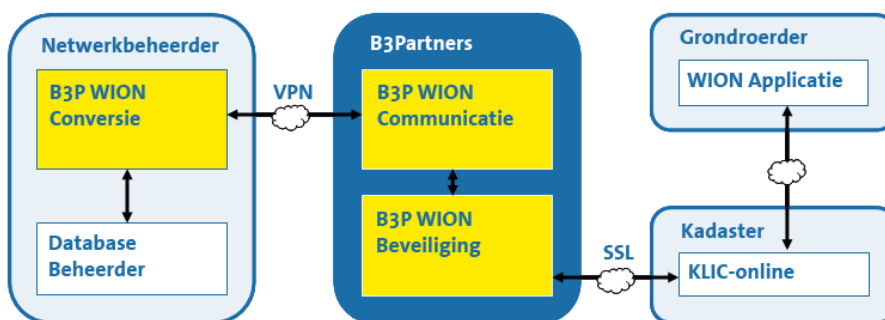 Netwerkbeheerder
B3P WION
Conversie
Database
Beheerder
VPN
B3Partners
B3P WION
Communicatie
B3P WION
Beveiliging
SSL
Grondroerder
WION Applicatie
Kadaster
KLIC-online